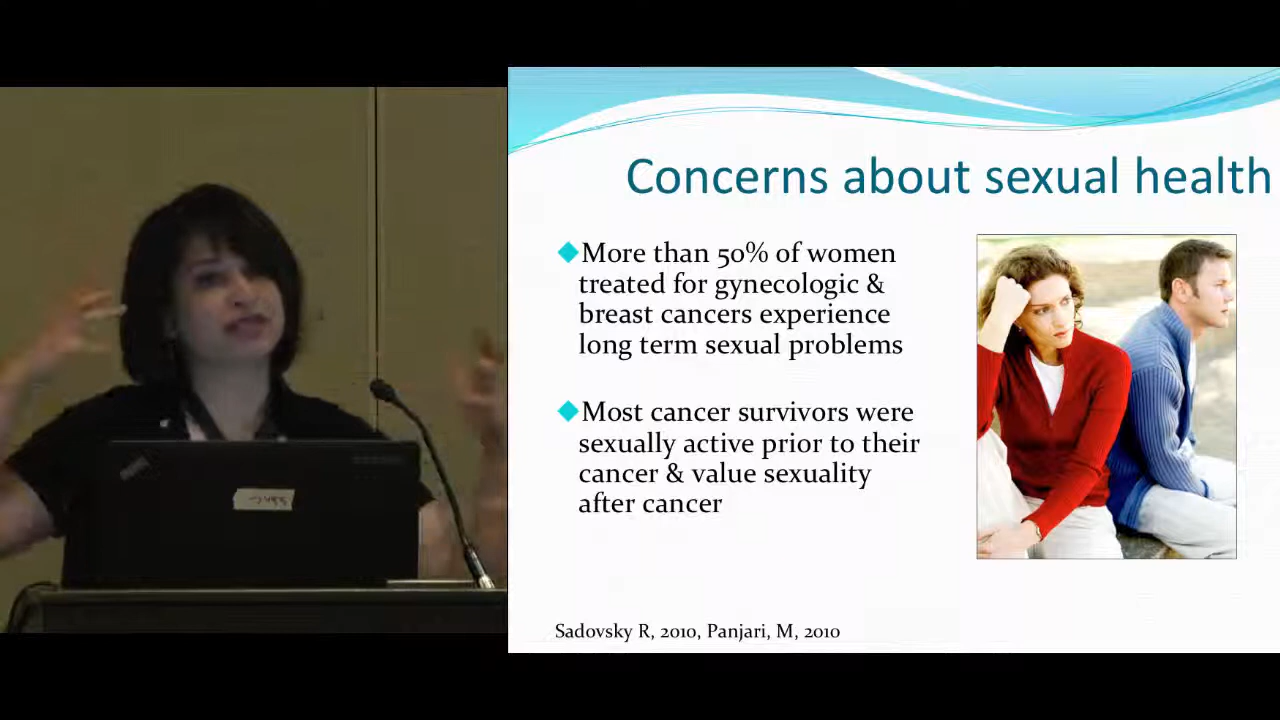 Concerns about sexual health
More than 50% of women
treated for gynecologic &
breast cancers experience
long term sexual problems
Most cancer survivors were
sexually active prior to their
cancer & value sexuality
after cancer
Sadovsky R, 2010, Panjari, M, 2010